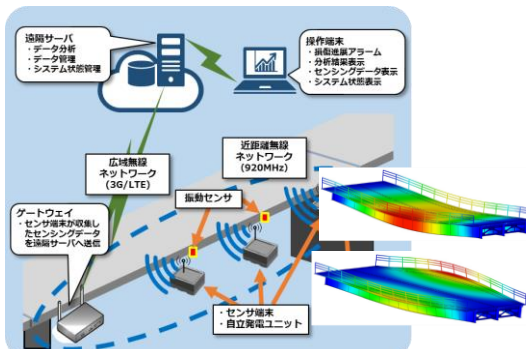 遠隔サーバ
・データ分析
・データ管理
・システム状態管理
操作端末
・損傷進展アラーム
・分析結果表示
・センシングデータ表示
・システム状態表示
広域無線
ネットワーク
(3G/LTE)
近距離無線
ネットワーク
(920MHz)
振動センサ
ゲートウェイ
・センサ端末が収集し
たセンシングデータ
を遠隔サーバへ送信
・センサ端末
・自立発電ユニット